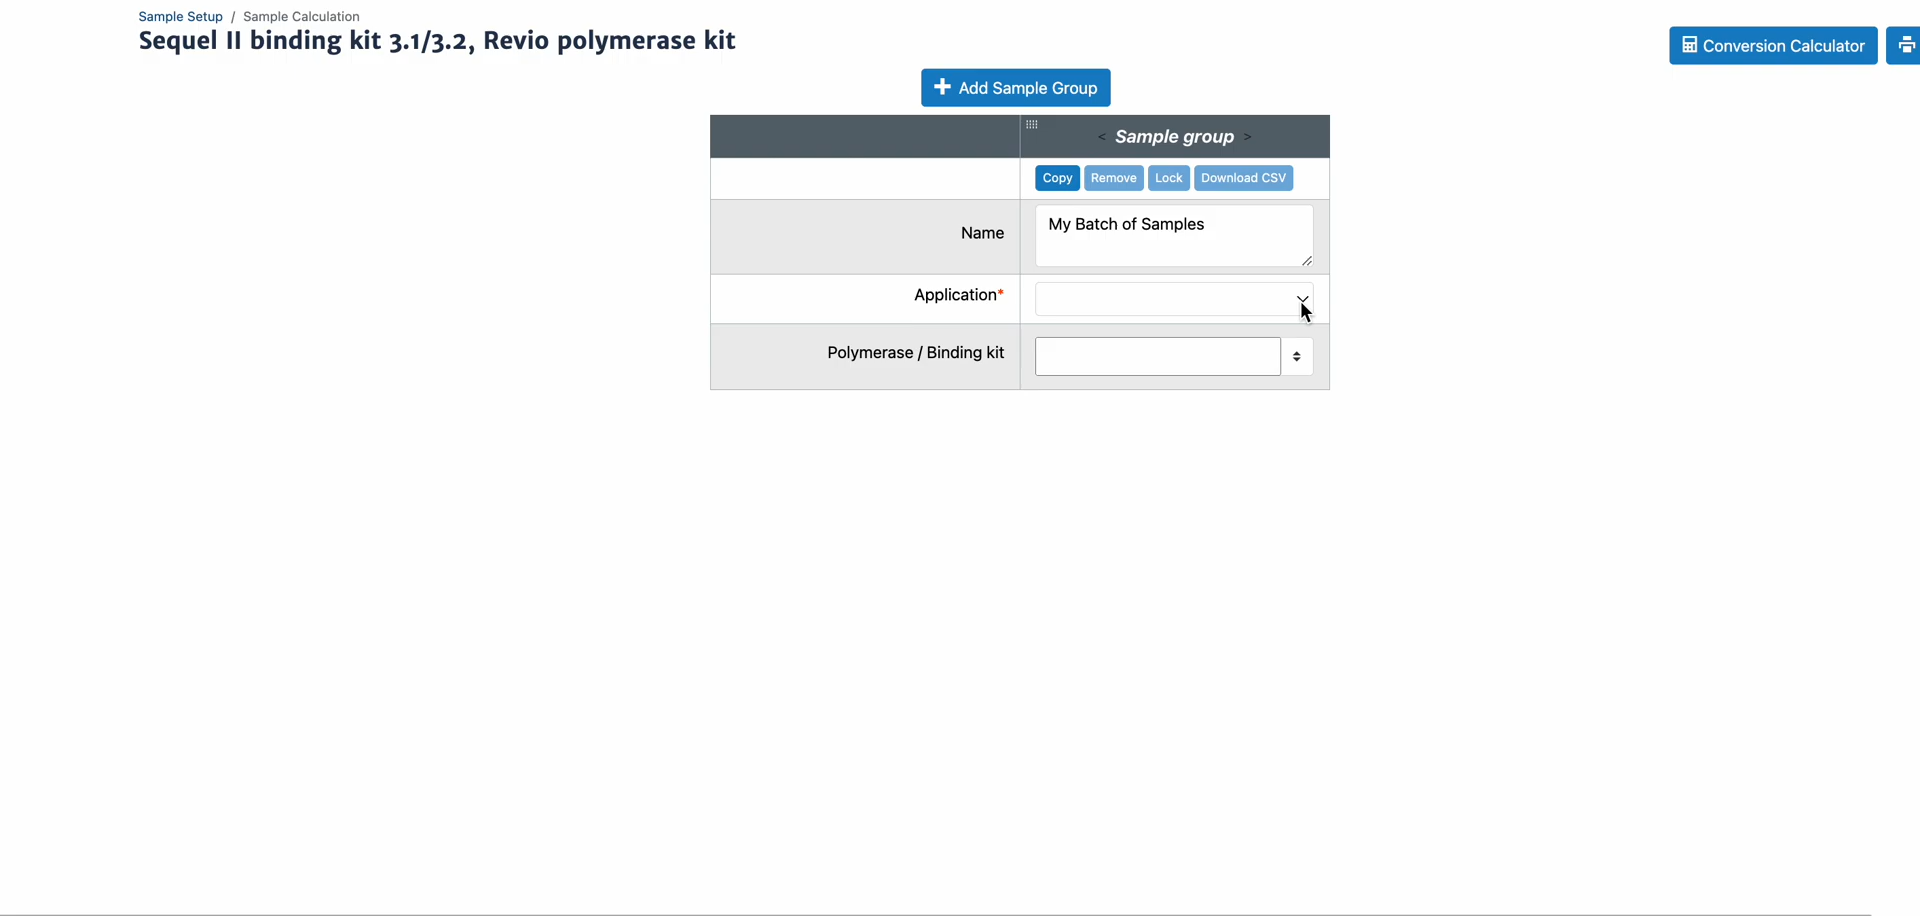 Sample Setup / Sample Calculation
Sequel II binding kit 3.1/3.2, Revio polymerase kit
Conversion Calculator
Add Sample Group
< Sample group >
Copy Remove Lock Download CSV
Name My Batch of Samples
Application*
Polymerase / Binding kit